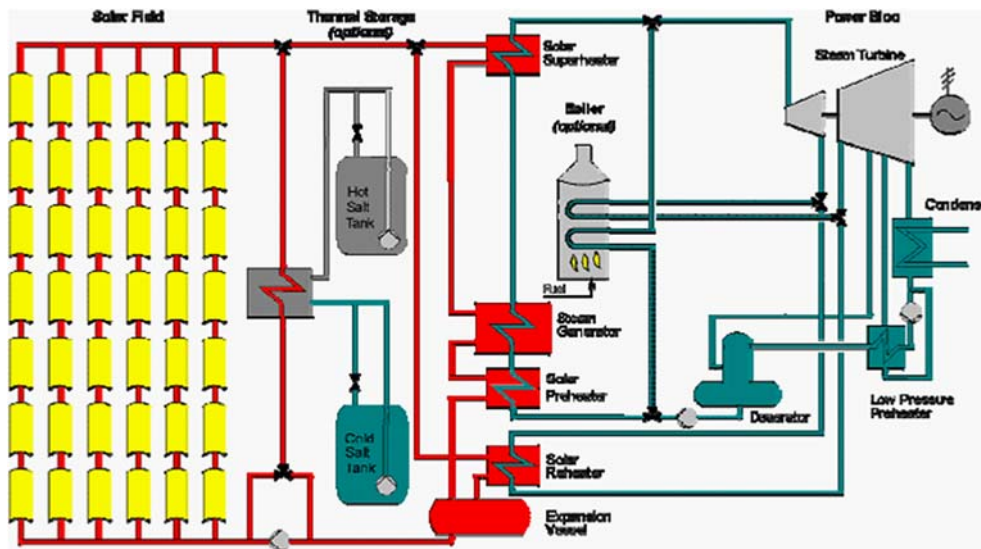 Solar Field
Thermal Storage
(optional)
Power Bloc
Solar
Superheater
Steam Turbine
Boiler
(optional)
Hot
Salt
Tank
Condense
Fuel
Steam
Generator
Solar
Preheater
Low Pressure
Preheater
Deaerator
Cold
Salt
Tank
Solar
Reheater
Expansion
Vessel